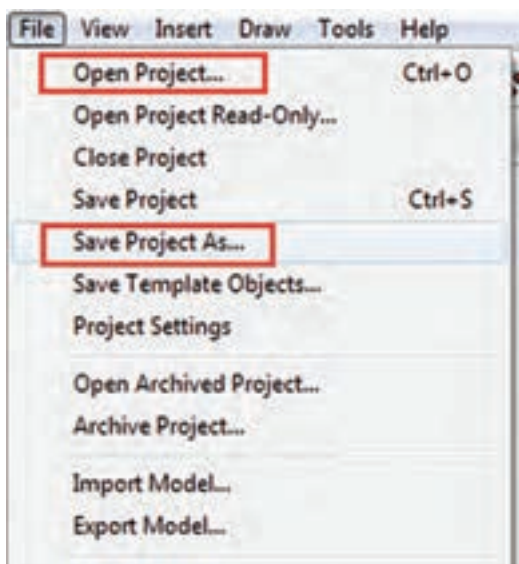 File View Insert Draw Tools Help
Open Project... Ctrl+O
Open Project Read-Only...
Close Project
Save Project Ctrl+S
Save Project As...
Save Template Objects...
Project Settings
Open Archived Project...
Archive Project...
Import Model...
Export Model...